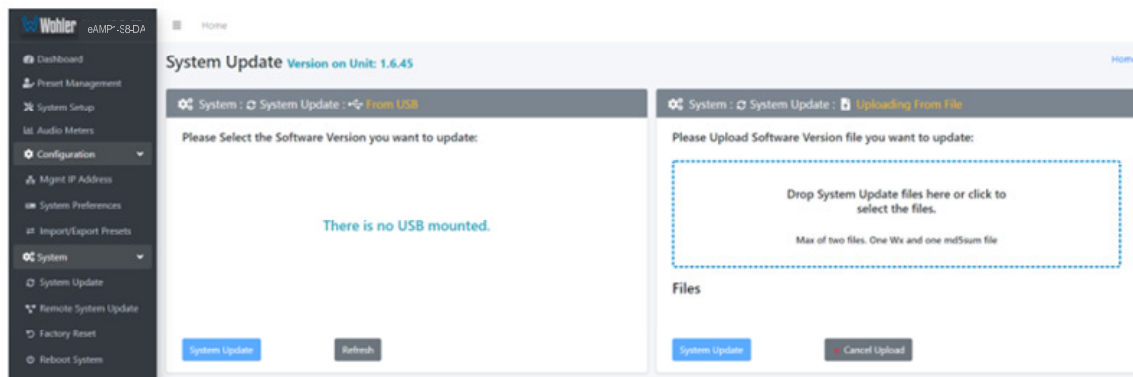 Wohler eAMP1-S8-DA
Dashboard
Preset Management
System Setup
Audio Meters
Configuration
Mgmt IP Address
System Preferences
Import/Export Presets
System
System Update
Remote System Update
Factory Reset
Reboot System
Home
System Update Version on Unit: 1.6.45
Home
System : System Update : From USB
Please Select the Software Version you want to update:
There is no USB mounted.
System Update Refresh
System : System Update : Uploading From File
Please Upload Software Version file you want to update:
Drop System Update files here or click to
select the files.
Max of two files. One Wx and one md5sum file
Files
System Update Cancel Upload